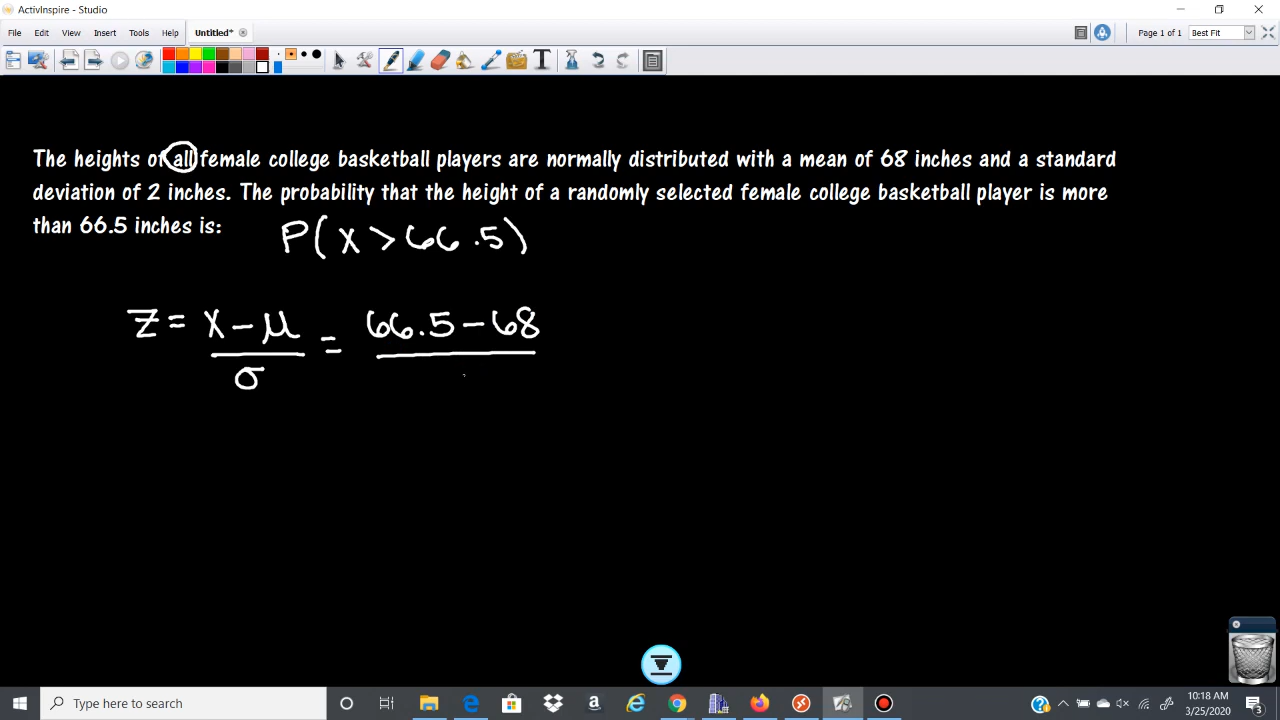 ActivInspire - Studio
File Edit View Insert Tools Help Untitled* Page 1 of 1 Best Fit
The heights of all female college basketball players are normally distributed with a mean of 68 inches and a standard
deviation of 2 inches. The probability that the height of a randomly selected female college basketball player is more
than 66.5 inches is: P(X>66.5)
Z = X-μ = 66.5-68
σ
Type here to search 10:18 AM
3/25/2020 3